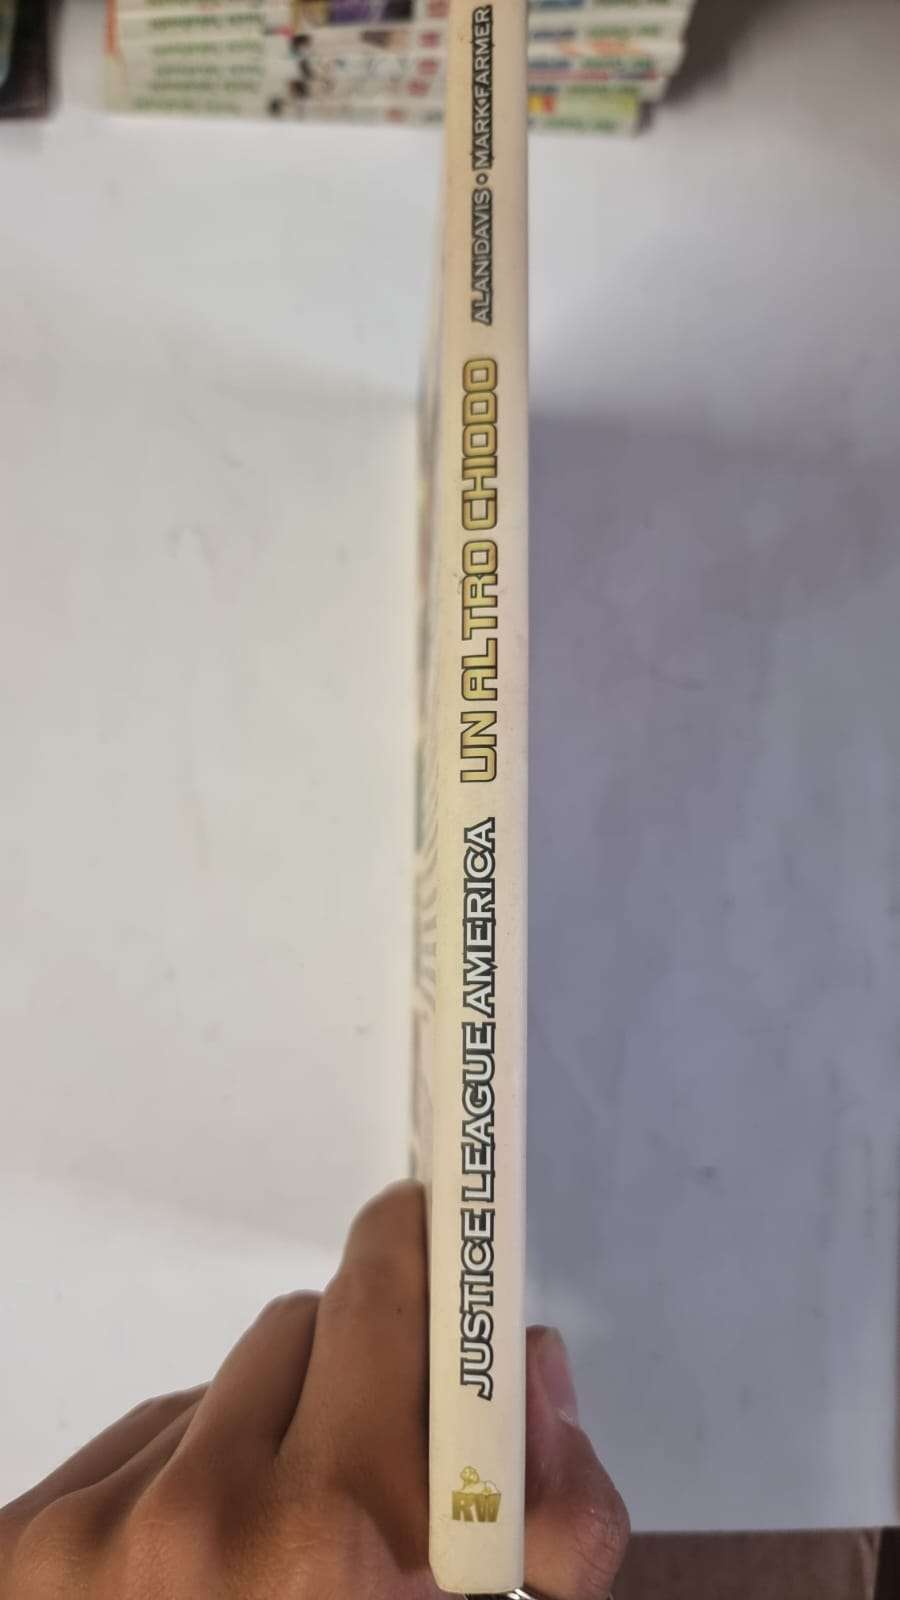 JUSTICE LEAGUE AMERICA UN ALTRO CHIODO ALAN DAVIS • MARK FARMER
RW